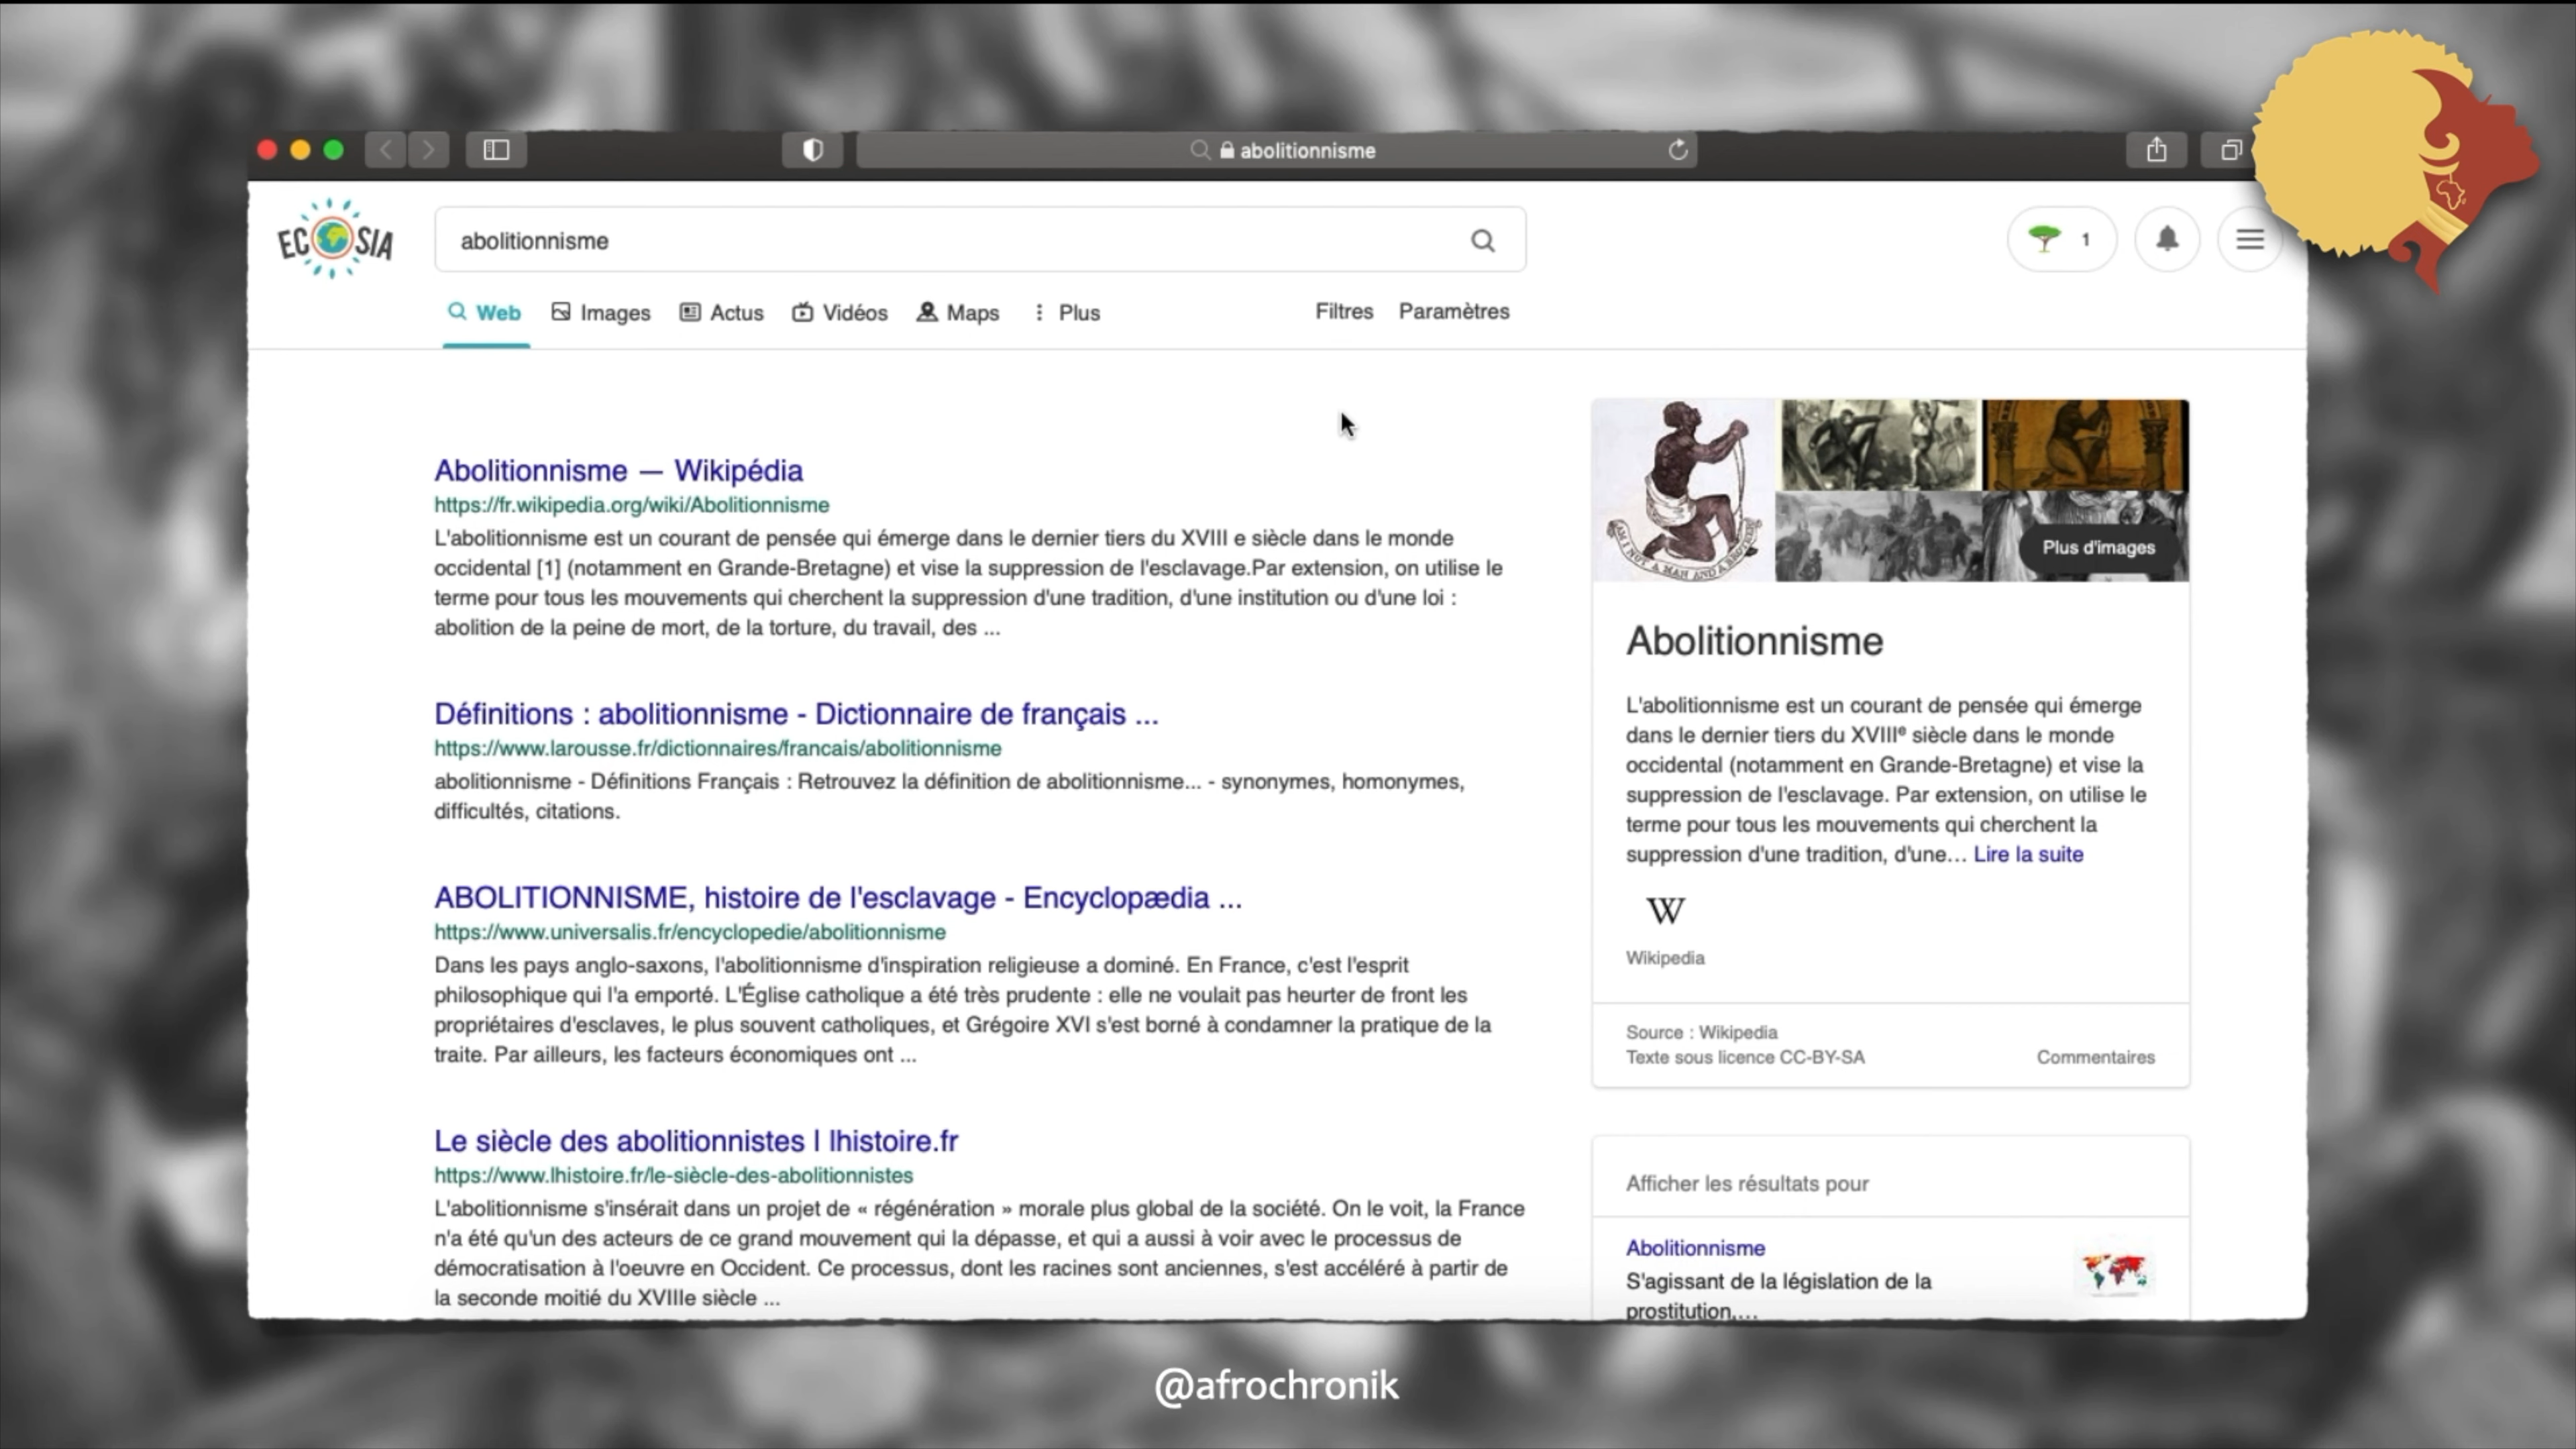 abolitionnisme
ECOSIA
abolitionnisme
1
Web
Images
Actus
Vidéos
Maps
Plus
Filtres
Paramètres
Abolitionnisme — Wikipédia
https://fr.wikipedia.org/wiki/Abolitionnisme
L'abolitionnisme est un courant de pensée qui émerge dans le dernier tiers du XVIII e siècle dans le monde
occidental [1] (notamment en Grande-Bretagne) et vise la suppression de l'esclavage.Par extension, on utilise le
terme pour tous les mouvements qui cherchent la suppression d'une tradition, d'une institution ou d'une loi :
abolition de la peine de mort, de la torture, du travail, des ...
Définitions : abolitionnisme - Dictionnaire de français ...
https://www.larousse.fr/dictionnaires/francais/abolitionnisme
abolitionnisme - Définitions Français : Retrouvez la définition de abolitionnisme... - synonymes, homonymes,
difficultés, citations.
ABOLITIONNISME, histoire de l'esclavage - Encyclopædia ...
https://www.universalis.fr/encyclopedie/abolitionnisme
Dans les pays anglo-saxons, l'abolitionnisme d'inspiration religieuse a dominé. En France, c'est l'esprit
philosophique qui l'a emporté. L'Église catholique a été très prudente : elle ne voulait pas heurter de front les
propriétaires d'esclaves, le plus souvent catholiques, et Grégoire XVI s'est borné à condamner la pratique de la
traite. Par ailleurs, les facteurs économiques ont ...
Le siècle des abolitionnistes | lhistoire.fr
https://www.lhistoire.fr/le-siècle-des-abolitionnistes
L'abolitionnisme s'insérait dans un projet de « régénération » morale plus global de la société. On le voit, la France
n'a été qu'un des acteurs de ce grand mouvement qui la dépasse, et qui a aussi à voir avec le processus de
démocratisation à l'oeuvre en Occident. Ce processus, dont les racines sont anciennes, s'est accéléré à partir de
la seconde moitié du XVIIIe siècle ...
AM I NOT A MAN AND A
Plus d'images
Abolitionnisme
L'abolitionnisme est un courant de pensée qui émerge
dans le dernier tiers du XVIIIᵉ siècle dans le monde
occidental (notamment en Grande-Bretagne) et vise la
suppression de l'esclavage. Par extension, on utilise le
terme pour tous les mouvements qui cherchent la
suppression d'une tradition, d'une... Lire la suite
W
Wikipedia
Source : Wikipedia
Texte sous licence CC-BY-SA
Commentaires
Afficher les résultats pour
Abolitionnisme
S'agissant de la législation de la
prostitution,...
@afrochronik